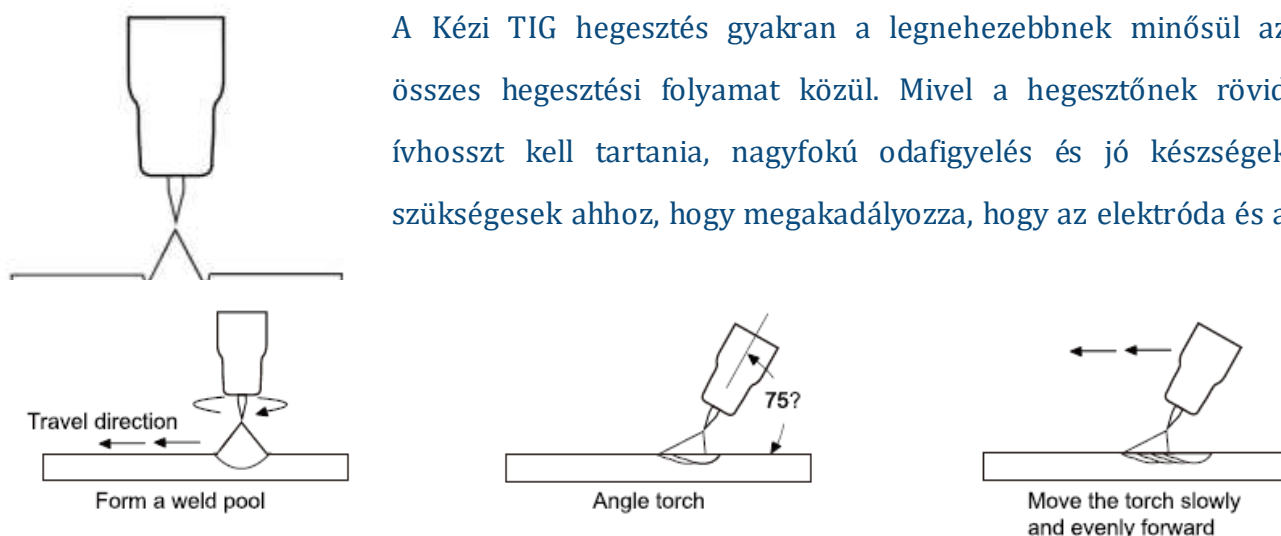 A Kézi TIG hegesztés gyakran a legnehezebbnek minősül az
összes hegesztési folyamat közül. Mivel a hegesztőnek rövid
ívhosszt kell tartania, nagyfokú odafigyelés és jó készségek
szükségesek ahhoz, hogy megakadályozza, hogy az elektróda és a
Travel direction
Form a weld pool
75?
Angle torch
Move the torch slowly
and evenly forward